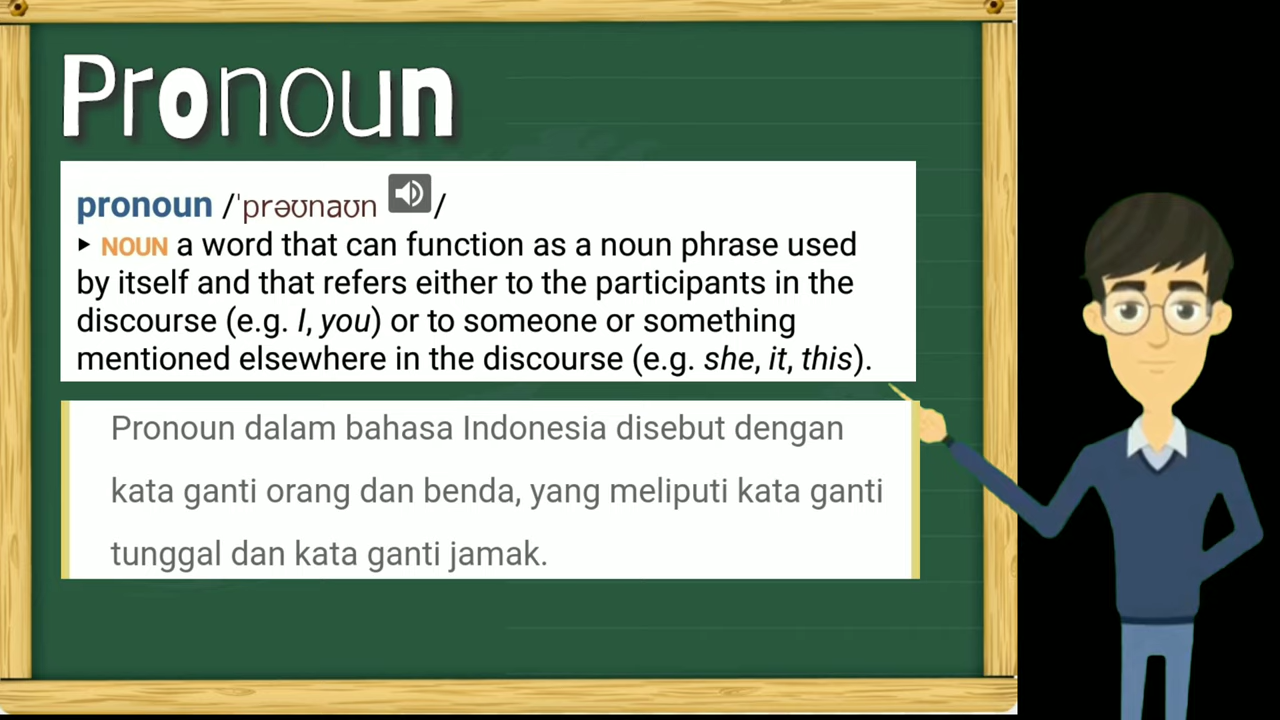 Pronoun
pronoun /ˈprəʊnaʊn /
▸ NOUN a word that can function as a noun phrase used
by itself and that refers either to the participants in the
discourse (e.g. I, you) or to someone or something
mentioned elsewhere in the discourse (e.g. she, it, this).
Pronoun dalam bahasa Indonesia disebut dengan
kata ganti orang dan benda, yang meliputi kata ganti
tunggal dan kata ganti jamak.